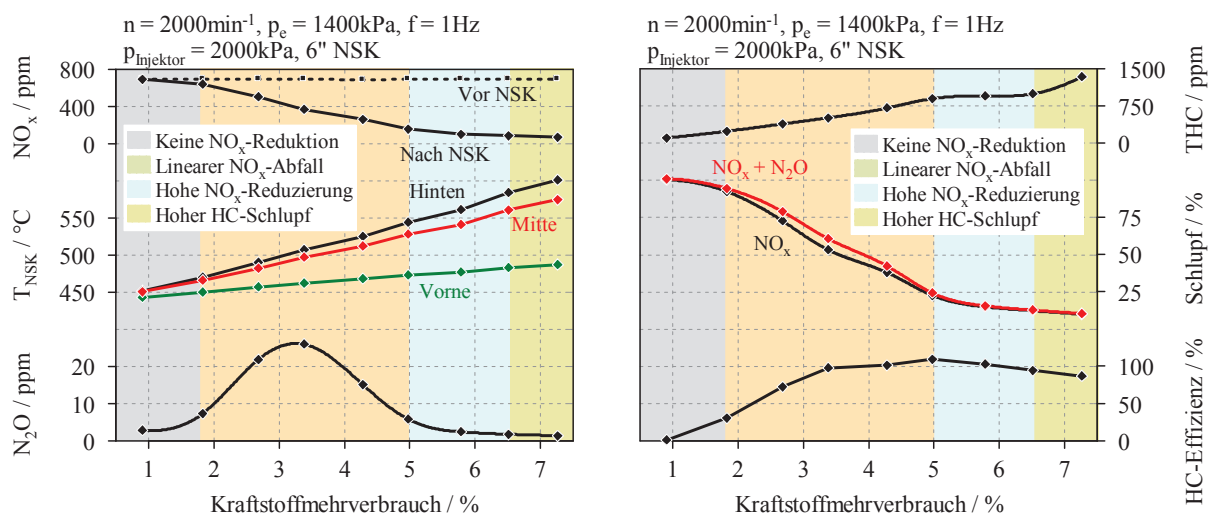 n = 2000min⁻¹, pₑ = 1400kPa, f = 1Hz
p_Injektor = 2000kPa, 6" NSK
NOₓ / ppm
800
400
0
Vor NSK
Nach NSK
Keine NOₓ-Reduktion
Linearer NOₓ-Abfall
Hohe NOₓ-Reduzierung
Hoher HC-Schlupf
T_NSK / °C
550
500
450
Hinten
Mitte
Vorne
N₂O / ppm
20
10
0
1 2 3 4 5 6 7
Kraftstoffmehrverbrauch / %
n = 2000min⁻¹, pₑ = 1400kPa, f = 1Hz
p_Injektor = 2000kPa, 6" NSK
1500
750
0
THC / ppm
Keine NOₓ-Reduktion
Linearer NOₓ-Abfall
Hohe NOₓ-Reduzierung
Hoher HC-Schlupf
NOₓ + N₂O
NOₓ
75
50
25
Schlupf / %
100
50
0
HC-Effizienz / %
1 2 3 4 5 6 7
Kraftstoffmehrverbrauch / %